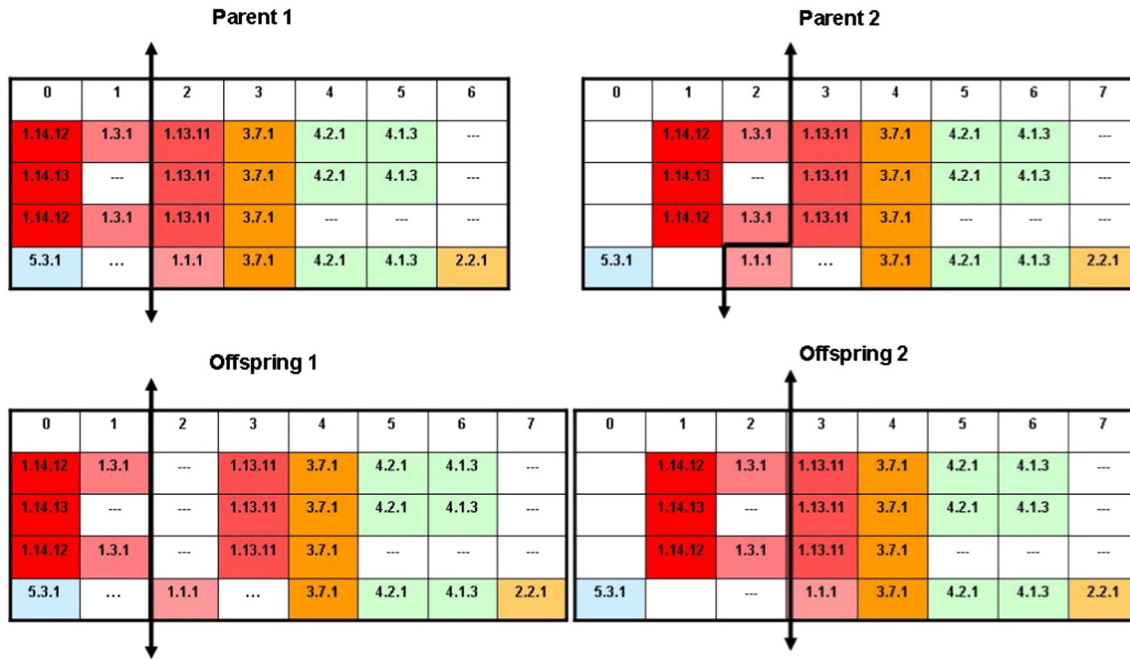 Parent 1
0 1 2 3 4 5 6
1.14.12 1.3.1 1.13.11 3.7.1 4.2.1 4.1.3 ---
1.14.13 --- 1.13.11 3.7.1 4.2.1 4.1.3 ---
1.14.12 1.3.1 1.13.11 3.7.1 --- --- ---
5.3.1 ... 1.1.1 3.7.1 4.2.1 4.1.3 2.2.1
Parent 2
0 1 2 3 4 5 6 7
1.14.12 1.3.1 1.13.11 3.7.1 4.2.1 4.1.3 ---
1.14.13 --- 1.13.11 3.7.1 4.2.1 4.1.3 ---
1.14.12 1.3.1 1.13.11 3.7.1 --- --- ---
5.3.1 1.1.1 ... 3.7.1 4.2.1 4.1.3 2.2.1
Offspring 1
0 1 2 3 4 5 6 7
1.14.12 1.3.1 --- 1.13.11 3.7.1 4.2.1 4.1.3 ---
1.14.13 --- --- 1.13.11 3.7.1 4.2.1 4.1.3 ---
1.14.12 1.3.1 --- 1.13.11 3.7.1 --- --- ---
5.3.1 ... 1.1.1 ... 3.7.1 4.2.1 4.1.3 2.2.1
Offspring 2
0 1 2 3 4 5 6 7
1.14.12 1.3.1 1.13.11 3.7.1 4.2.1 4.1.3 ---
1.14.13 --- 1.13.11 3.7.1 4.2.1 4.1.3 ---
1.14.12 1.3.1 1.13.11 3.7.1 --- --- ---
5.3.1 --- 1.1.1 3.7.1 4.2.1 4.1.3 2.2.1